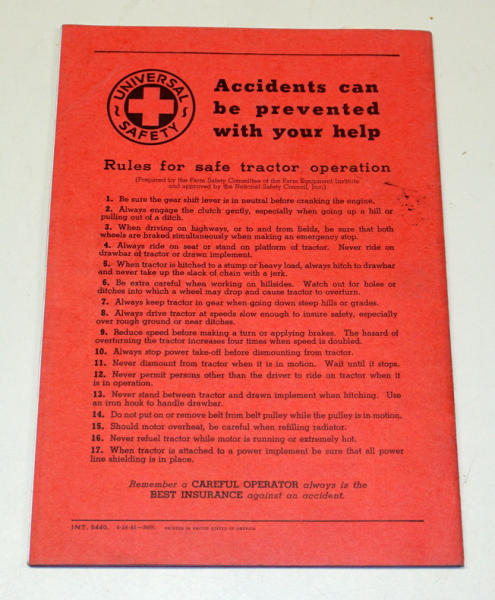 UNIVERSAL
SAFETY
Accidents can
be prevented
with your help
Rules for safe tractor operation
(Prepared by the Farm Safety Committee of the Farm Equipment Institute
and approved by the National Safety Council, Inc.)
1. Be sure the gear shift lever is in neutral before cranking the engine.
2. Always engage the clutch gently, especially when going up a hill or
pulling out of a ditch.
3. When driving on highways, or to and from fields, be sure that both
wheels are braked simultaneously when making an emergency stop.
4. Always ride on seat or stand on platform of tractor. Never ride on
drawbar of tractor or drawn implement.
5. When tractor is hitched to a stump or heavy load, always hitch to drawbar
and never take up the slack of chain with a jerk.
6. Be extra careful when working on hillsides. Watch out for holes or
ditches into which a wheel may drop and cause tractor to overturn.
7. Always keep tractor in gear when going down steep hills or grades.
8. Always drive tractor at speeds slow enough to insure safety, especially
over rough ground or near ditches.
9. Reduce speed before making a turn or applying brakes. The hazard of
overturning the tractor increases four times when speed is doubled.
10. Always stop power take-off before dismounting from tractor.
11. Never dismount from tractor when it is in motion. Wait until it stops.
12. Never permit persons other than the driver to ride on tractor when it
is in operation.
13. Never stand between tractor and drawn implement when hitching. Use
an iron hook to handle drawbar.
14. Do not put on or remove belt from belt pulley while the pulley is in motion.
15. Should motor overheat, be careful when refilling radiator.
16. Never refuel tractor while motor is running or extremely hot.
17. When tractor is attached to a power implement be sure that all power
line shielding is in place.
Remember a CAREFUL OPERATOR always is the
BEST INSURANCE against an accident.
INT. 5440. PRINTED IN UNITED STATES OF AMERICA